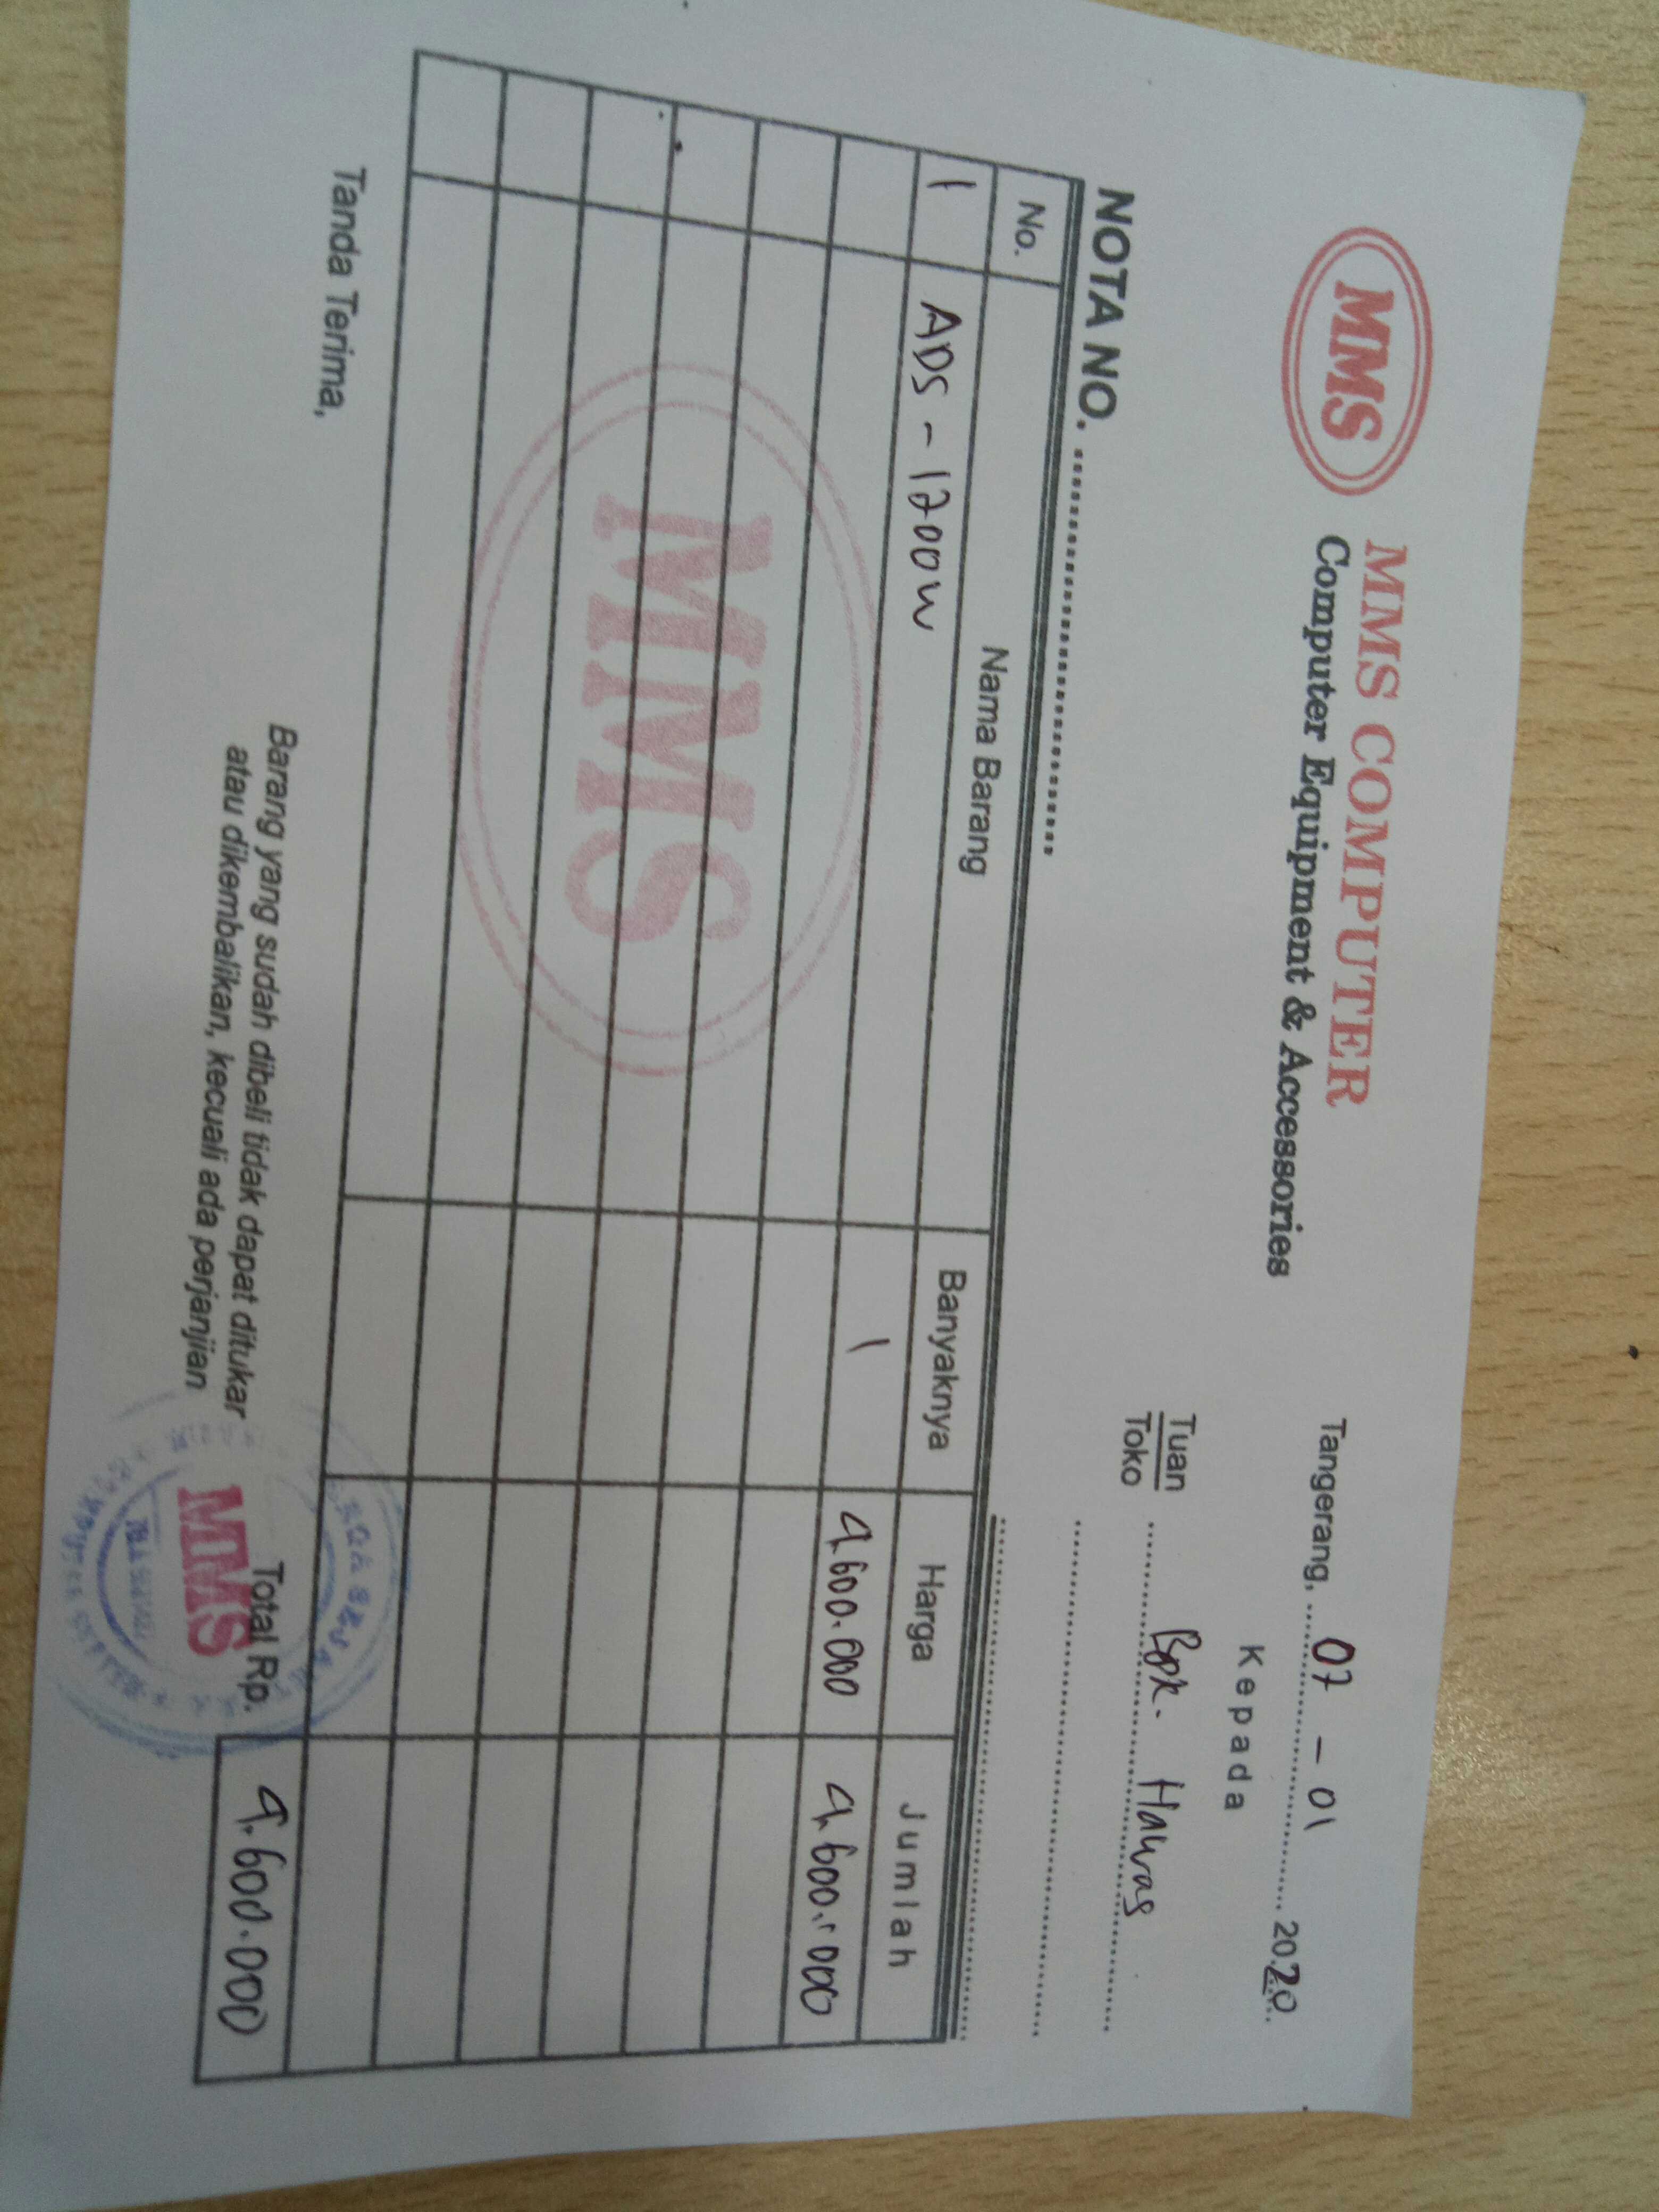 MMS
MMS COMPUTER
Computer Equipment & Accessories
Tangerang, 07 - 01 2020
Kepada
Tuan
Toko
Bpk. Hawas
NOTA NO.
No. Nama Barang Banyaknya Harga Jumlah
1 ADS - 1200W 1 4.600.000 4.600.000
MMS
Tanda Terima,
Barang yang sudah dibeli tidak dapat ditukar
atau dikembalikan, kecuali ada perjanjian
Total Rp. 4.600.000
MMS